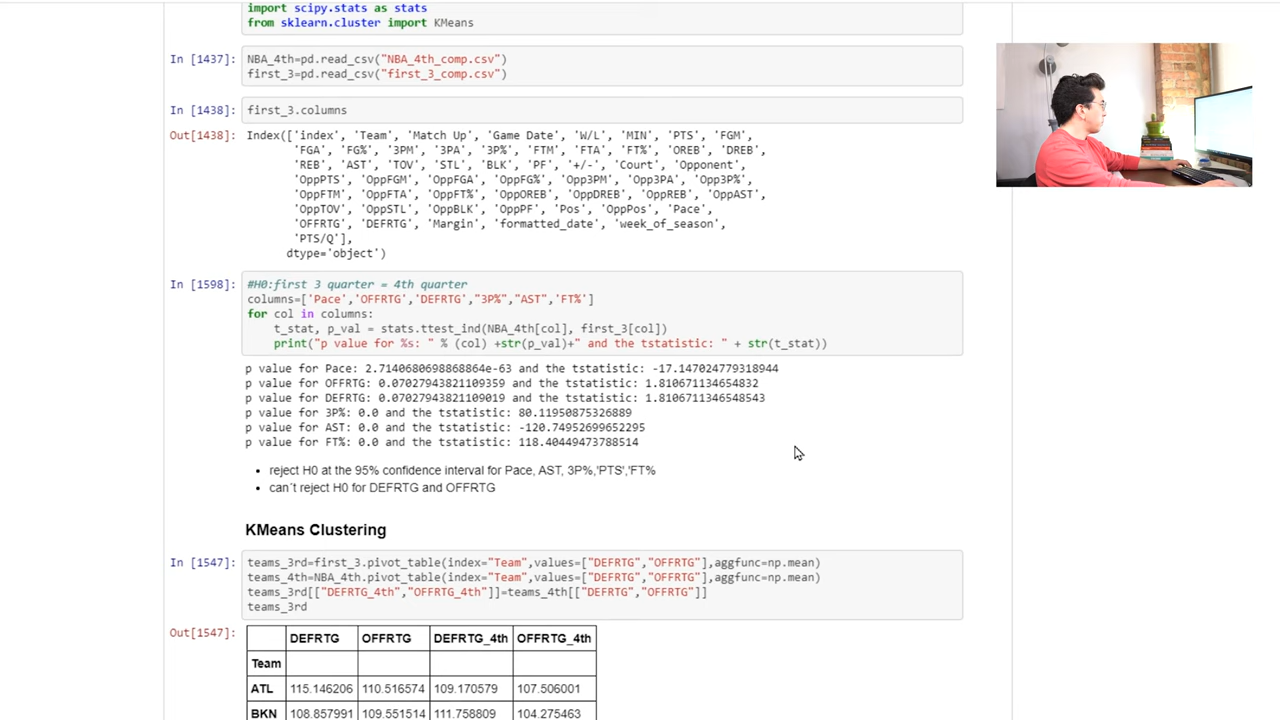 import scipy.stats as stats
from sklearn.cluster import KMeans
In [1437]:
NBA_4th=pd.read_csv("NBA_4th_comp.csv")
first_3=pd.read_csv("first_3_comp.csv")
In [1438]:
first_3.columns
Out[1438]:
Index(['index', 'Team', 'Match Up', 'Game Date', 'W/L', 'MIN', 'PTS', 'FGM',
'FGA', 'FG%', '3PM', '3PA', '3P%', 'FTM', 'FTA', 'FT%', 'OREB', 'DREB',
'REB', 'AST', 'TOV', 'STL', 'BLK', 'PF', '+/-', 'Court', 'Opponent',
'OppPTS', 'OppFGM', 'OppFGA', 'OppFG%', 'Opp3PM', 'Opp3PA', 'Opp3P%',
'OppFTM', 'OppFTA', 'OppFT%', 'OppOREB', 'OppDREB', 'OppREB', 'OppAST',
'OppTOV', 'OppSTL', 'OppBLK', 'OppPF', 'Pos', 'OppPos', 'Pace',
'OFFRTG', 'DEFRTG', 'Margin', 'formatted_date', 'week_of_season',
'PTS/Q'],
dtype='object')
In [1598]:
#H0:first 3 quarter = 4th quarter
columns=['Pace','OFFRTG','DEFRTG',"3P%","AST",'FT%']
for col in columns:
t_stat, p_val = stats.ttest_ind(NBA_4th[col], first_3[col])
print("p value for %s: " % (col) +str(p_val)+" and the tstatistic: " + str(t_stat))
p value for Pace: 2.7140680698868864e-63 and the tstatistic: -17.147024779318944
p value for OFFRTG: 0.07027943821109359 and the tstatistic: 1.810671134654832
p value for DEFRTG: 0.07027943821109019 and the tstatistic: 1.8106711346548543
p value for 3P%: 0.0 and the tstatistic: 80.11950875326889
p value for AST: 0.0 and the tstatistic: -120.74952699652295
p value for FT%: 0.0 and the tstatistic: 118.40449473788514
• reject H0 at the 95% confidence interval for Pace, AST, 3P%,'PTS','FT%
• can´t reject H0 for DEFRTG and OFFRTG
KMeans Clustering
In [1547]:
teams_3rd=first_3.pivot_table(index="Team",values=["DEFRTG","OFFRTG"],aggfunc=np.mean)
teams_4th=NBA_4th.pivot_table(index="Team",values=["DEFRTG","OFFRTG"],aggfunc=np.mean)
teams_3rd[["DEFRTG_4th","OFFRTG_4th"]]=teams_4th[["DEFRTG","OFFRTG"]]
teams_3rd
Out[1547]:
DEFRTG OFFRTG DEFRTG_4th OFFRTG_4th
Team
ATL 115.146206 110.516574 109.170579 107.506001
BKN 108.857991 109.551514 111.758809 104.275463